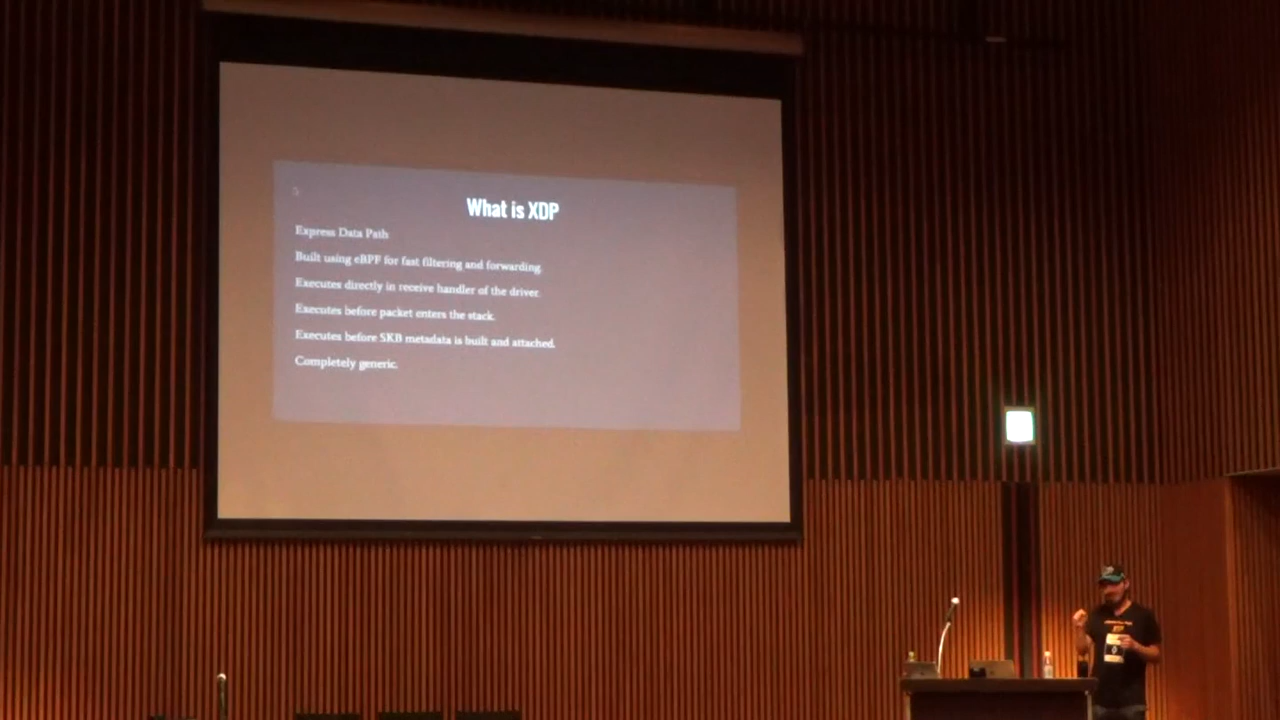 What is XDP
Express Data Path
Built using eBPF for fast filtering and forwarding.
Executes directly in receive handler of the driver.
Executes before packet enters the stack.
Executes before SKB metadata is built and attached.
Completely generic.